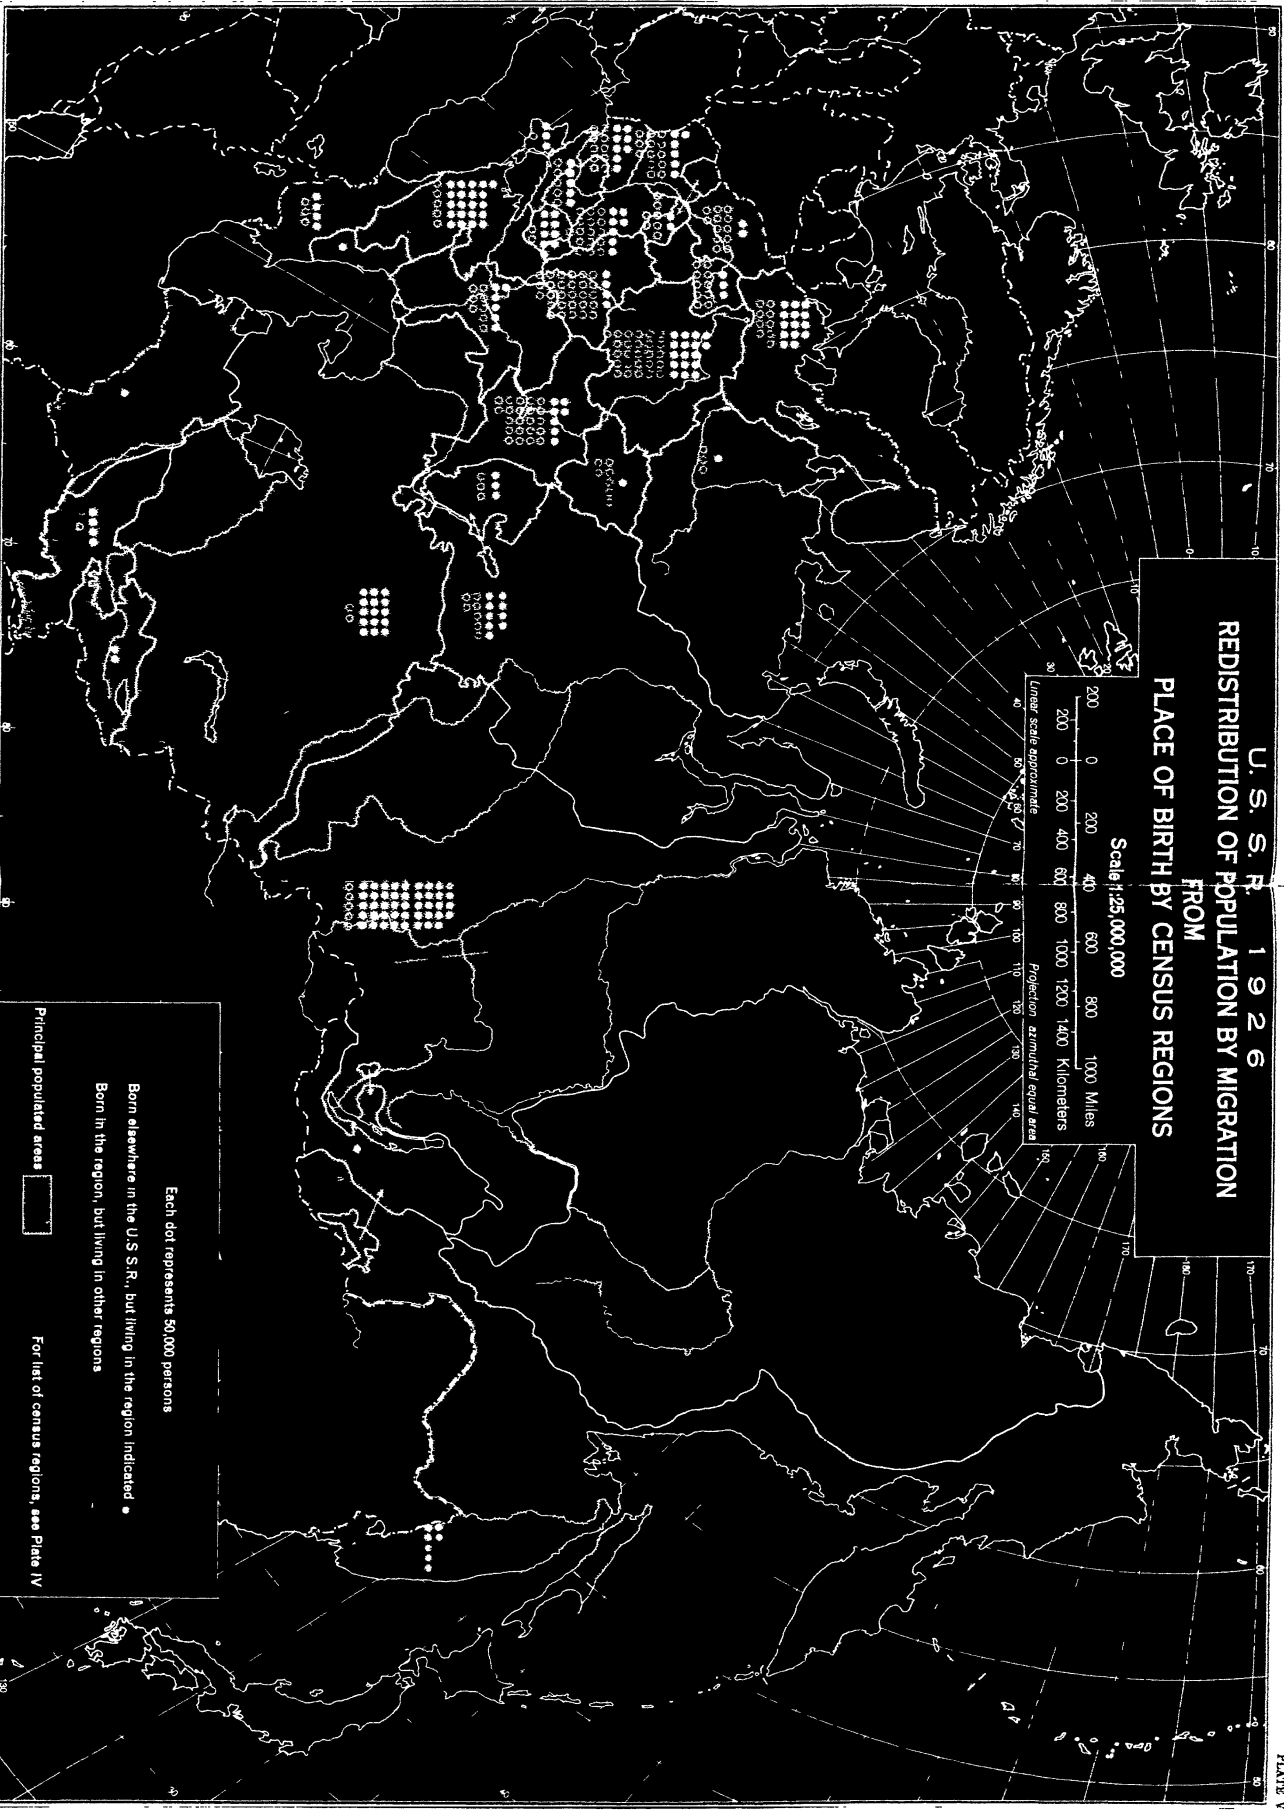 PLATE V
U. S. S. R. 1926
REDISTRIBUTION OF POPULATION BY MIGRATION
FROM
PLACE OF BIRTH BY CENSUS REGIONS
Scale 1:25,000,000
200 0 200 400 600 800 1000 Miles
200 0 200 400 600 800 1000 1200 1400 Kilometers
Linear scale approximate
Projection azimuthal equal area
Each dot represents 50,000 persons
Born elsewhere in the U.S.S.R., but living in the region indicated
Born in the region, but living in other regions
Principal populated areas
For list of census regions, see Plate IV